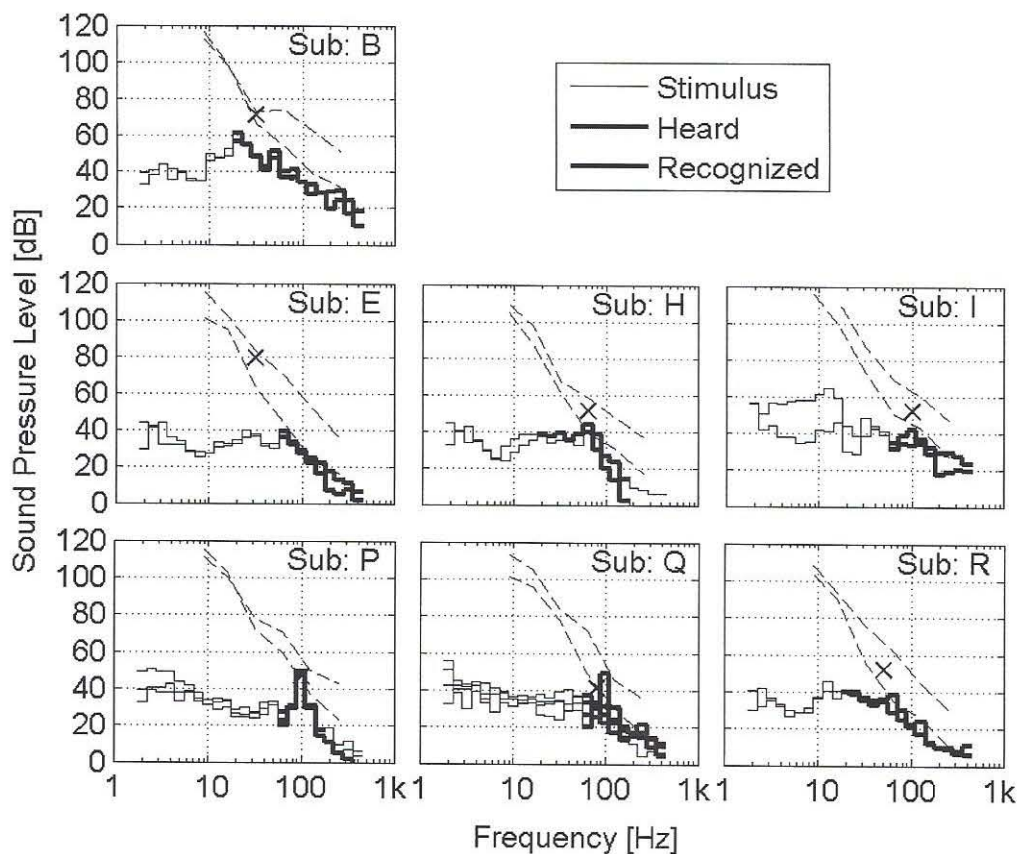 Sound Pressure Level [dB]
120
100
80
60
40
20
0
Sub: B
Stimulus
Heard
Recognized
120
100
80
60
40
20
0
Sub: E
Sub: H
Sub: I
120
100
80
60
40
20
0
Sub: P
Sub: Q
Sub: R
1 10 100 1k 10 100 1k 10 100 1k
Frequency [Hz]